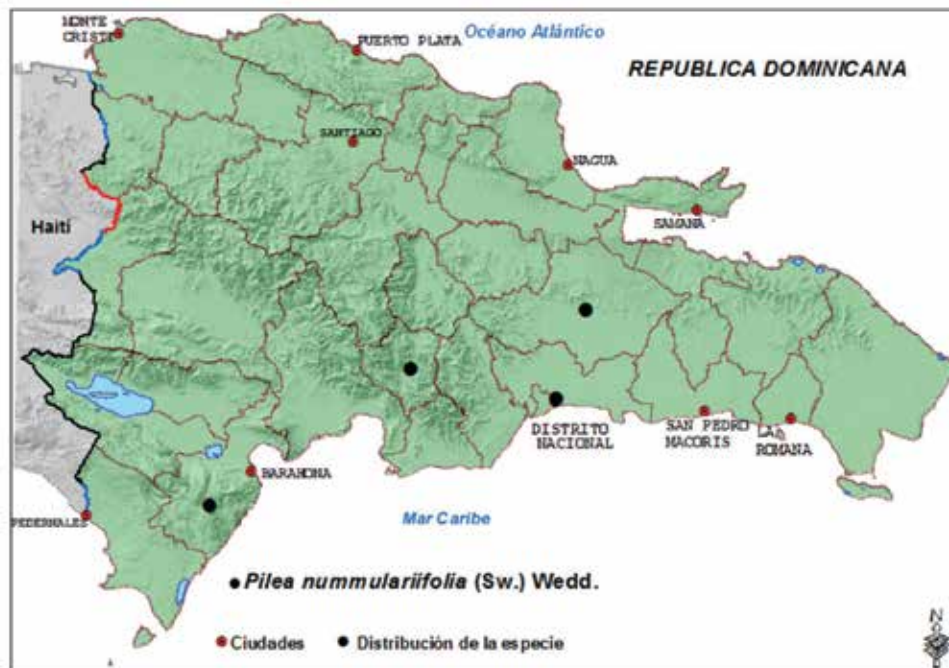 MONTE
CRISTI
PUERTO PLATA
Océano Atlántico
REPUBLICA DOMINICANA
SANTIAGO
NAGUA
SAMANA
Haití
DISTRITO
NACIONAL
SAN PEDRO
MACORIS
LA
ROMANA
BARAHONA
PEDERNALES
Mar Caribe
Pilea nummulariifolia (Sw.) Wedd.
Ciudades
Distribución de la especie
N